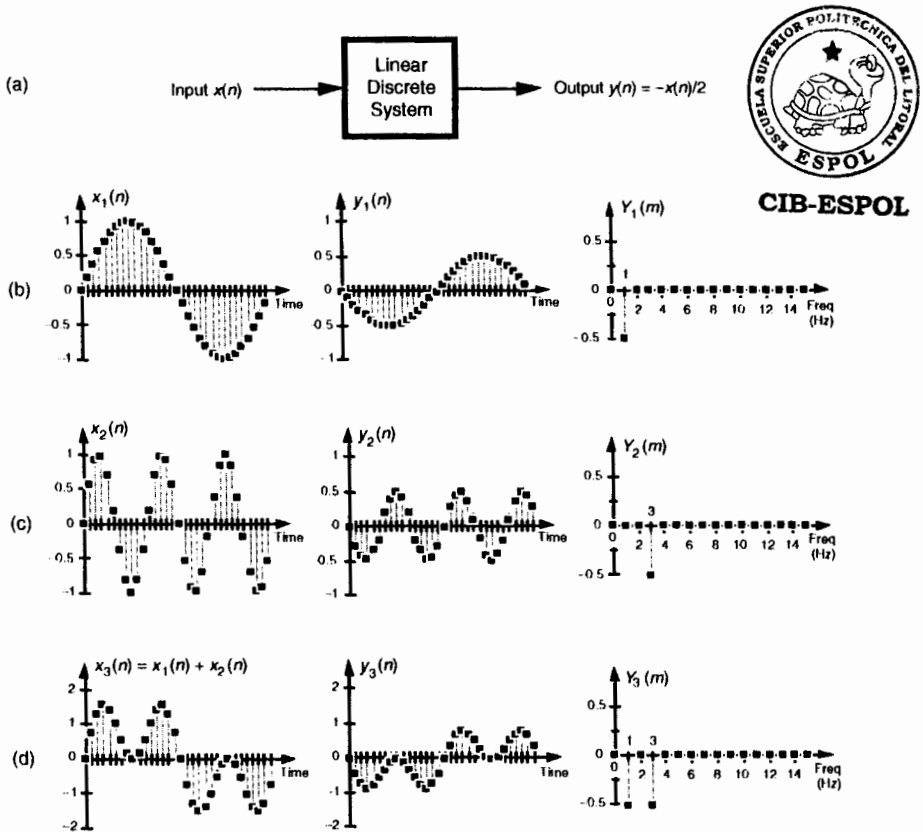 (a)
Input x(n)
Linear
Discrete
System
Output y(n) = −x(n)/2
ESCUELA SUPERIOR POLITECNICA DEL LITORAL
ESPOL
CIB-ESPOL
(b)
x1(n)
1
0.5
0
−0.5
−1
Time
y1(n)
1
0.5
0
−0.5
−1
Time
Y1(m)
0.5
0
−0.5
1
0 2 4 6 8 10 12 14 Freq
(Hz)
(c)
x2(n)
1
0.5
0
−0.5
−1
Time
y2(n)
1
0.5
0
−0.5
−1
Time
Y2(m)
0.5
0
−0.5
3
0 1 2 4 6 8 10 12 14 Freq
(Hz)
(d)
x3(n) = x1(n) + x2(n)
2
1
0
−1
−2
Time
y3(n)
2
1
0
−1
−2
Time
Y3(m)
0.5
0
−0.5
1 3
0 2 4 6 8 10 12 14 Freq
(Hz)